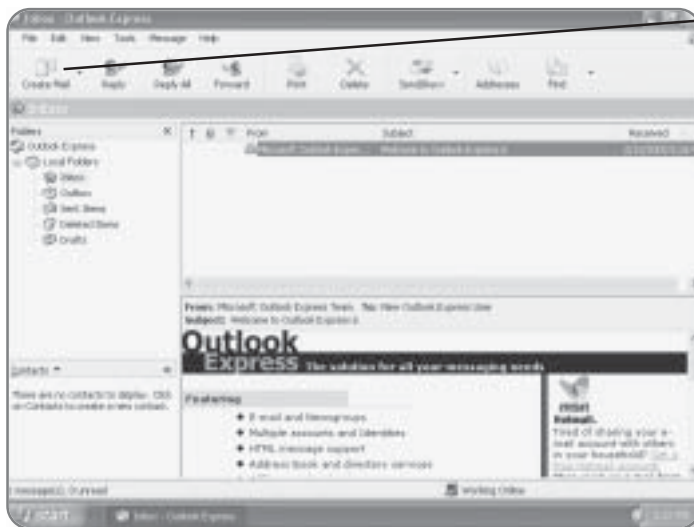 Inbox - Outlook Express
File Edit View Tools Message Help
Create Mail Reply Reply All Forward Print Delete Send/Recv Addresses Find
Inbox
Folders
From Subject Received
Outlook Express
Microsoft Outlook Expre... Welcome to Outlook Express 6
Local Folders
Inbox
Outbox
Sent Items
Deleted Items
Drafts
From: Microsoft Outlook Express Team To: New Outlook Express User
Subject: Welcome to Outlook Express 6
Outlook
Express The solution for all your messaging needs
Contacts
There are no contacts to display. Click
on Contacts to create a new contact.
Featuring
E-mail and Newsgroups
Multiple accounts and Identities
HTML message support
Address Book and directory services
msn
Hotmail.
Tired of sharing your e-
mail account with others
in your household? Get a
message(s), 0 unread
Working Online
start Inbox - Outlook Express